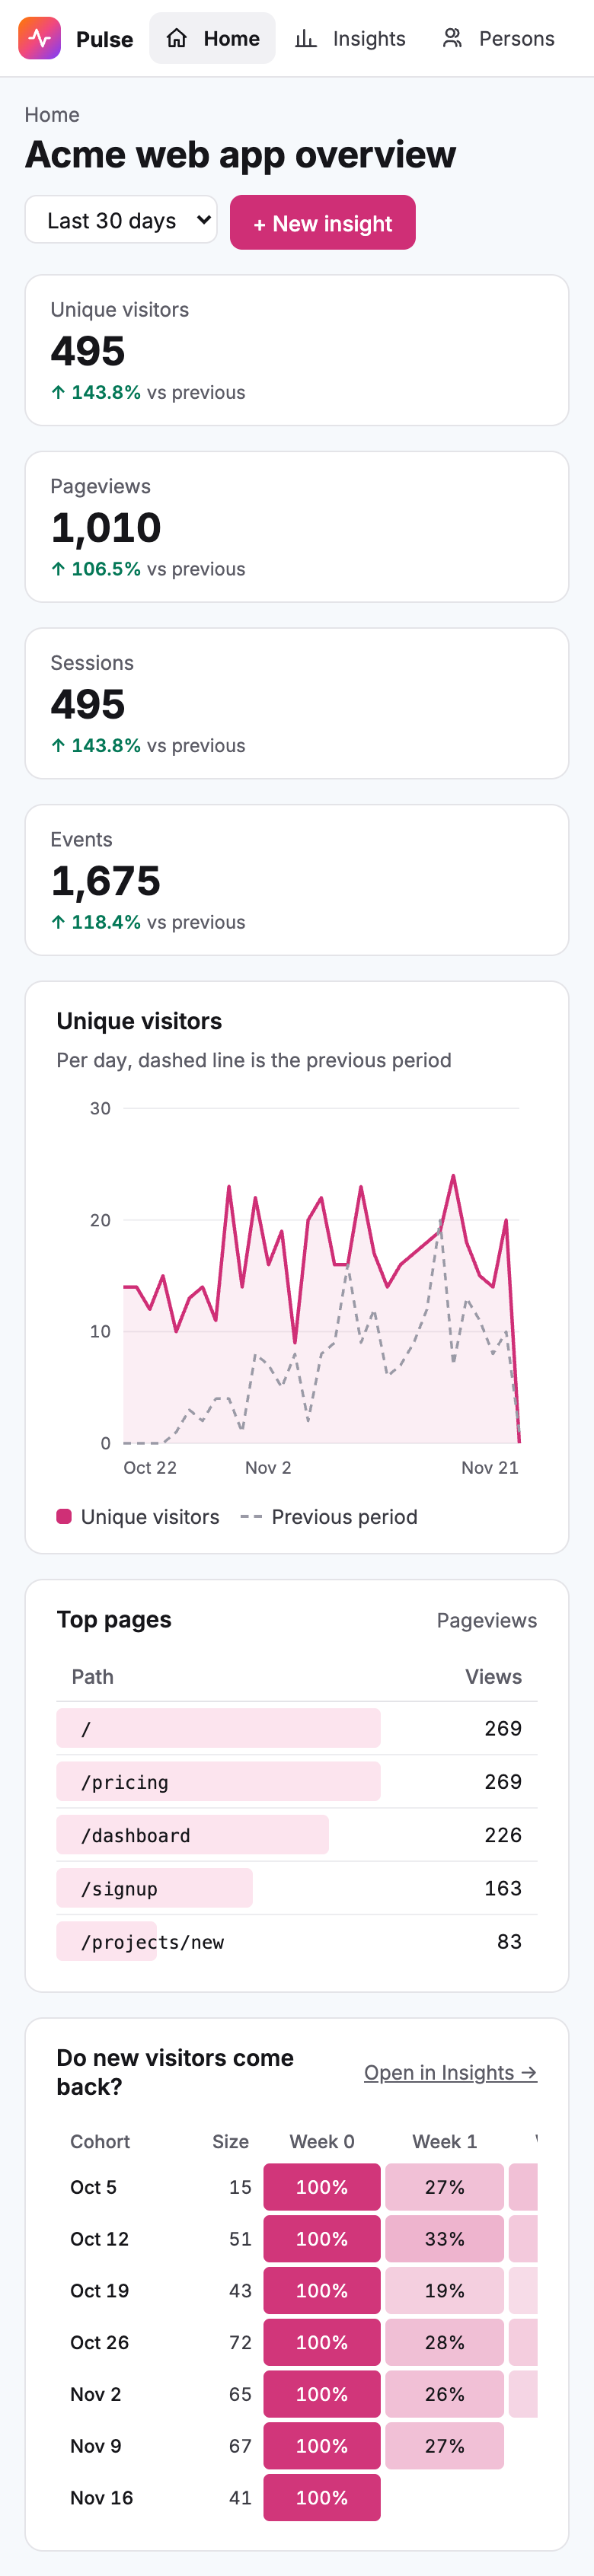 Pulse Home Insights Persons
Home
Acme web app overview
Last 30 days + New insight
Unique visitors
495
↑ 143.8% vs previous
Pageviews
1,010
↑ 106.5% vs previous
Sessions
495
↑ 143.8% vs previous
Events
1,675
↑ 118.4% vs previous
Unique visitors
Per day, dashed line is the previous period
30
20
10
0
Oct 22 Nov 2 Nov 21
Unique visitors Previous period
Top pages Pageviews
Path Views
/ 269
/pricing 269
/dashboard 226
/signup 163
/projects/new 83
Do new visitors come
back?
Open in Insights →
Cohort Size Week 0 Week 1
Oct 5 15 100% 27%
Oct 12 51 100% 33%
Oct 19 43 100% 19%
Oct 26 72 100% 28%
Nov 2 65 100% 26%
Nov 9 67 100% 27%
Nov 16 41 100%